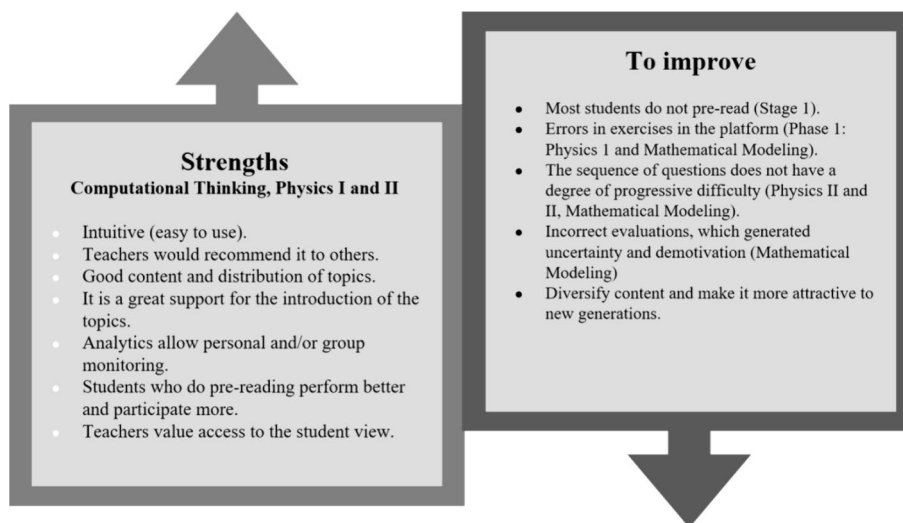 Strengths
Computational Thinking, Physics I and II
Intuitive (easy to use).
Teachers would recommend it to others.
Good content and distribution of topics.
It is a great support for the introduction of the
topics.
Analytics allow personal and/or group
monitoring.
Students who do pre-reading perform better
and participate more.
Teachers value access to the student view.
To improve
Most students do not pre-read (Stage 1).
Errors in exercises in the platform (Phase 1:
Physics 1 and Mathematical Modeling).
The sequence of questions does not have a
degree of progressive difficulty (Physics II and
II, Mathematical Modeling).
Incorrect evaluations, which generated
uncertainty and demotivation (Mathematical
Modeling)
Diversify content and make it more attractive to
new generations.